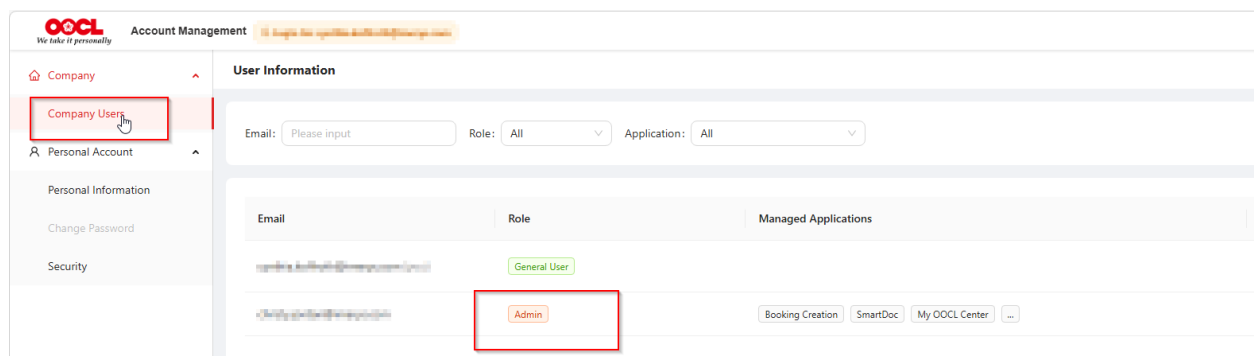 OOCL
We take it personally
Account Management
Company
User Information
Company Users
Email: Please input Role: All Application: All
Personal Account
Personal Information
Email Role Managed Applications
Change Password
Security
General User
Admin Booking Creation SmartDoc My OOCL Center ...